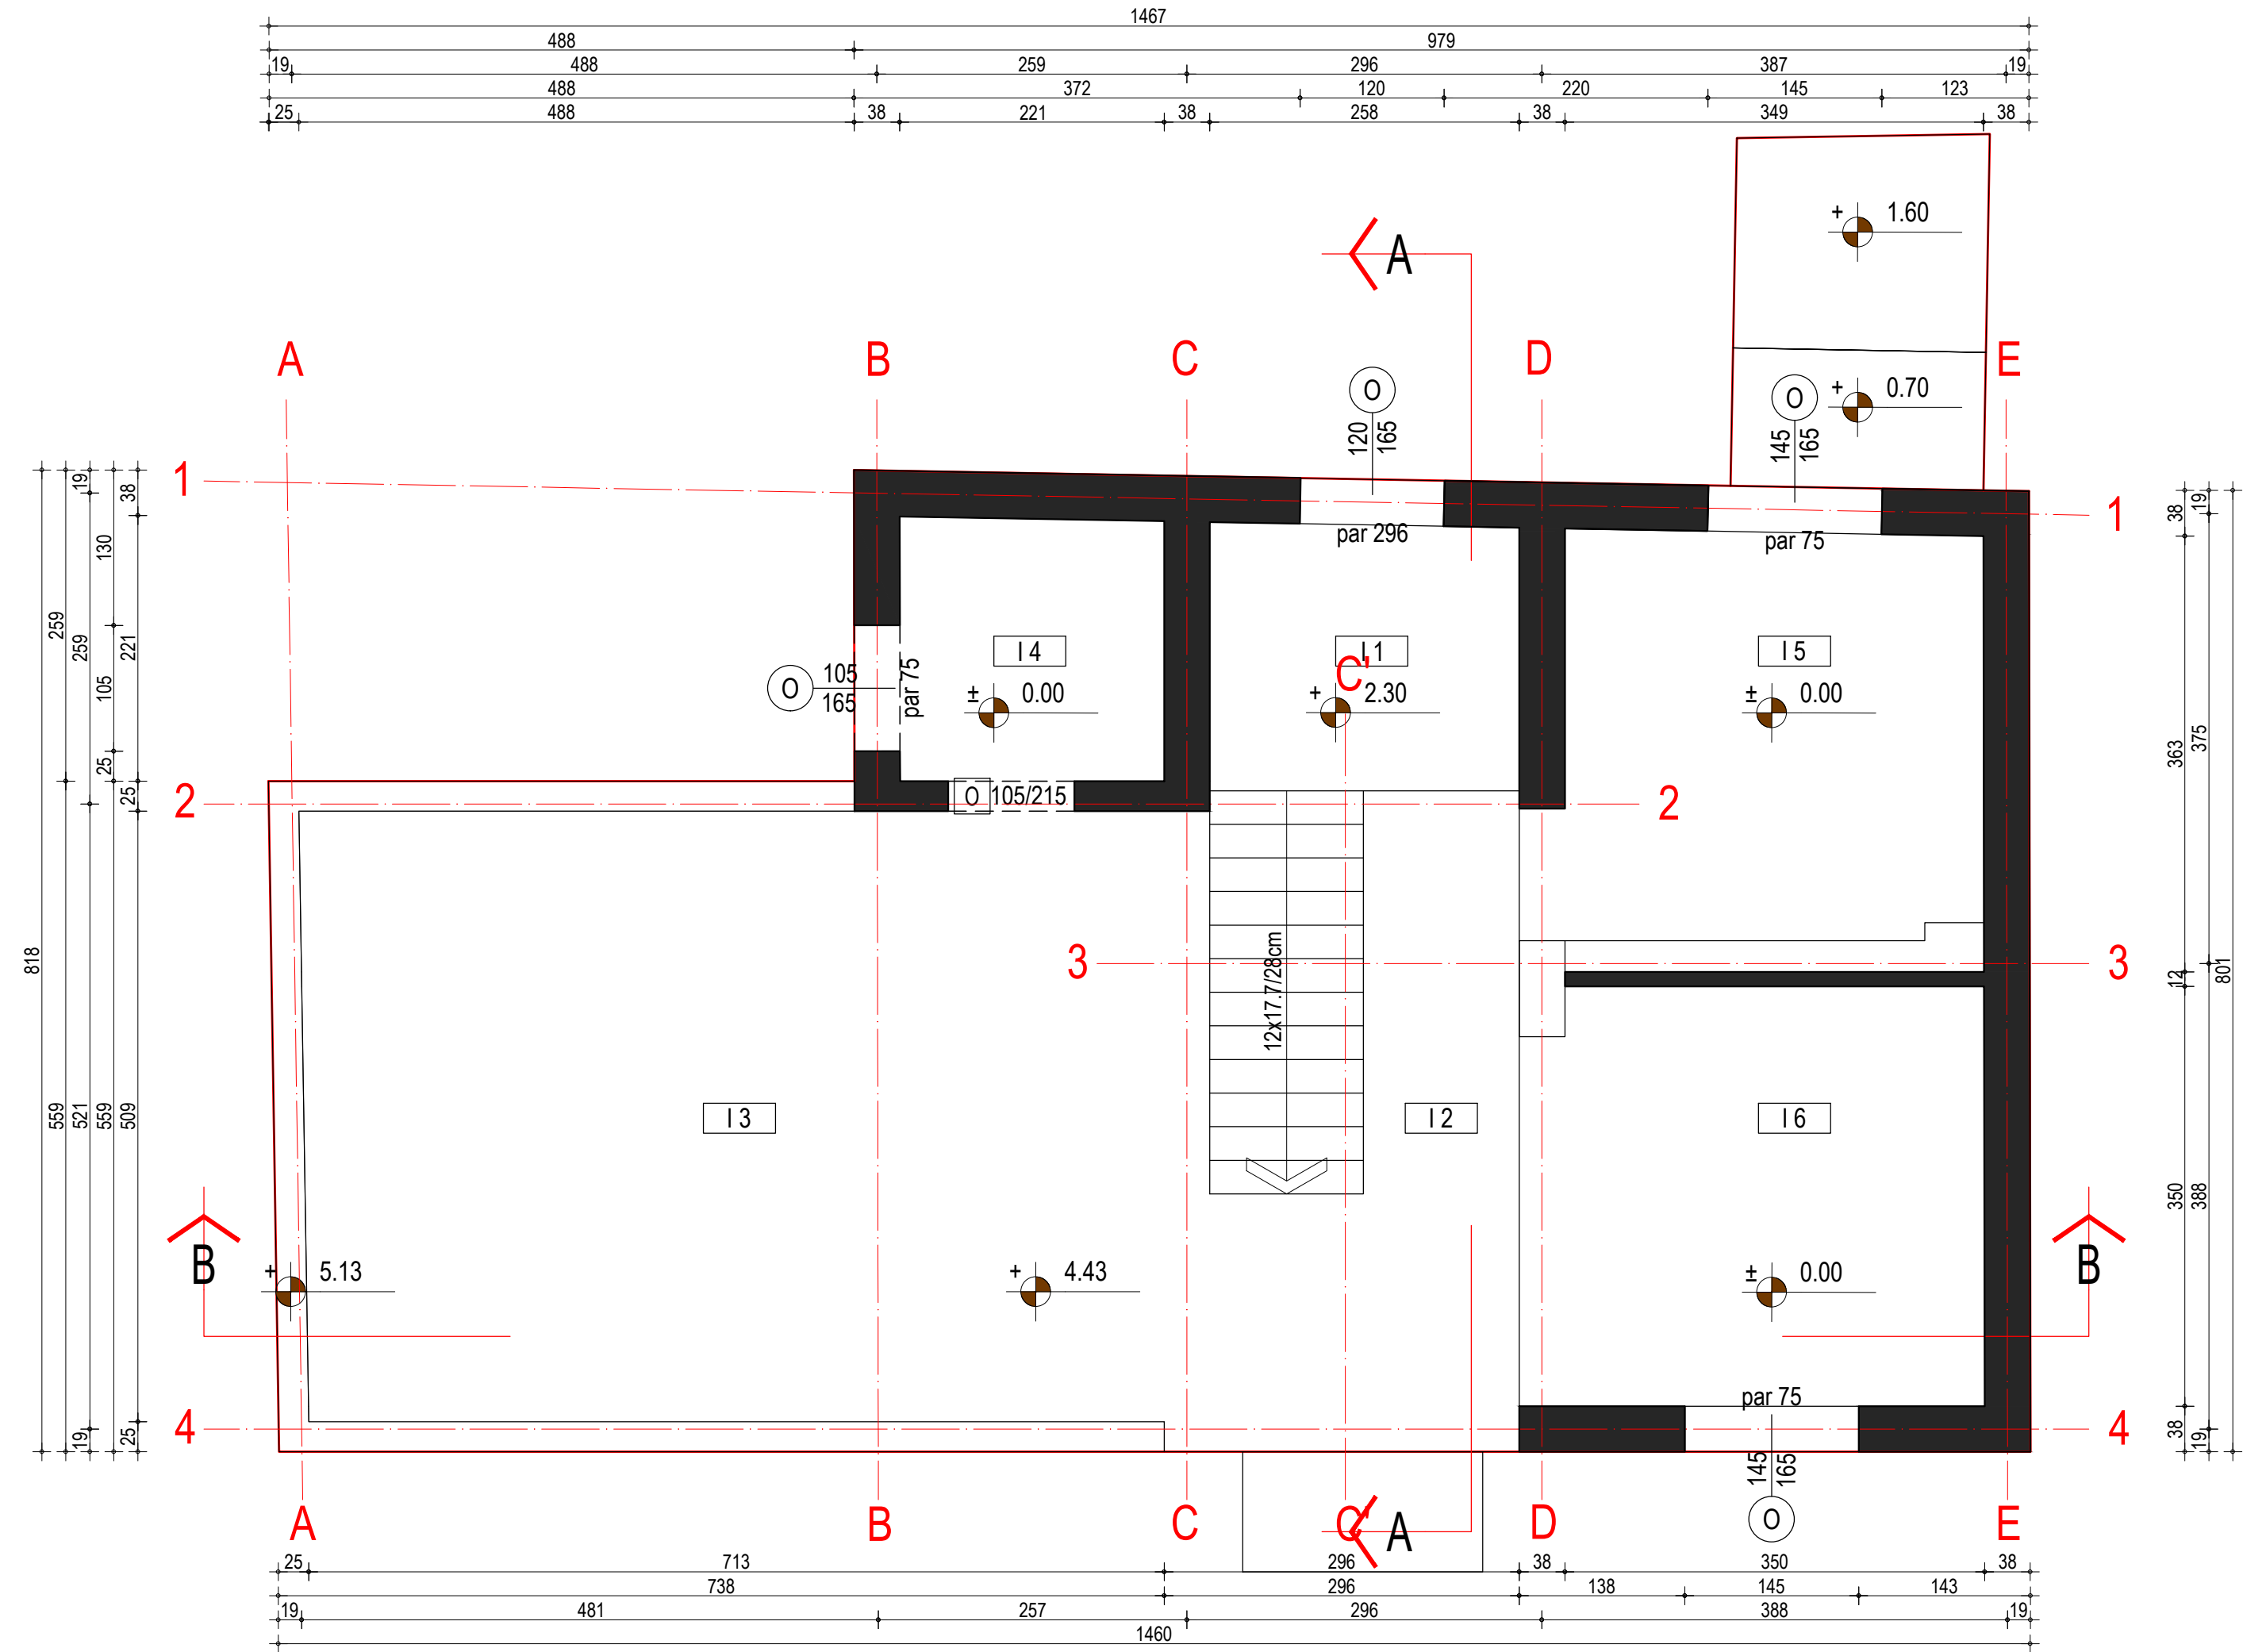 1467
488 979
19 488 259 296 387 19
488 372 120 220 145 123
25 488 38 221 38 258 38 349 38
+ 1.60
A
A B C D E
+ 0.70
O O
120 165
145 165
1 1
par 296
par 75
818
259 559
19 259 521 19
130 105 25 559
38 221 25 509 25
38 363 12 350 38
19 375 388 19
801
I 4
I 1
I 5
C'
O 105 165
par 75
± 0.00
+ 2.30
± 0.00
2 O 105/215 2
3 3
12x17.7/28cm
I 3
I 2
I 6
B B
+ 5.13
+ 4.43
± 0.00
par 75
4 4
145 165
O
A B C C' A D E
25 713 296 38 350 38
738 296 138 145 143
19 481 257 296 388 19
1460